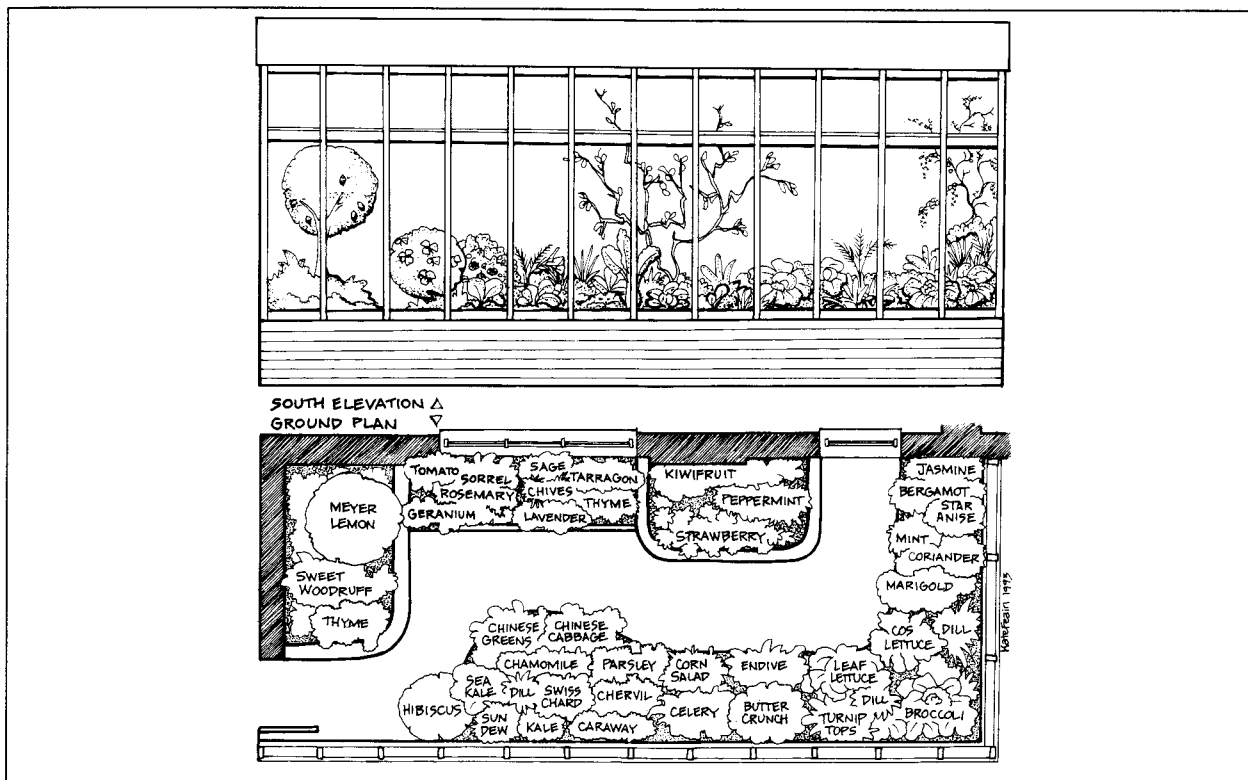 SOUTH ELEVATION △
GROUND PLAN ▽
TOMATO
SORREL
ROSEMARY
GERANIUM
SAGE
TARRAGON
CHIVES
THYME
LAVENDER
KIWIFRUIT
PEPPERMINT
STRAWBERRY
JASMINE
BERGAMOT
STAR
ANISE
MINT
CORIANDER
MARIGOLD
COS
LETTUCE
DILL
MEYER
LEMON
SWEET
WOODRUFF
THYME
CHINESE
GREENS
CHINESE
CABBAGE
CHAMOMILE
PARSLEY
CORN
SALAD
ENDIVE
LEAF
LETTUCE
SEA
KALE
DILL
SWISS
CHARD
CHERVIL
CELERY
BUTTER
CRUNCH
DILL
TURNIP
TOPS
BROCCOLI
HIBISCUS
SUN
DEW
KALE
CARAWAY
1993